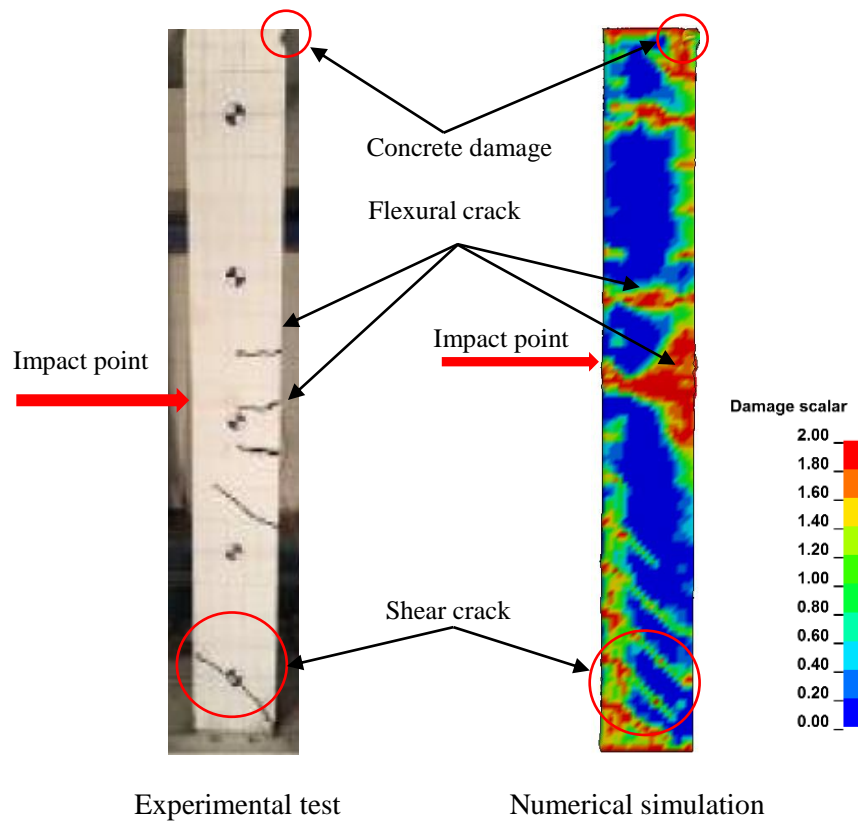 Concrete damage
Flexural crack
Impact point
Impact point
Damage scalar
2.00
1.80
1.60
1.40
1.20
1.00
0.80
0.60
0.40
0.20
0.00
Shear crack
Experimental test
Numerical simulation